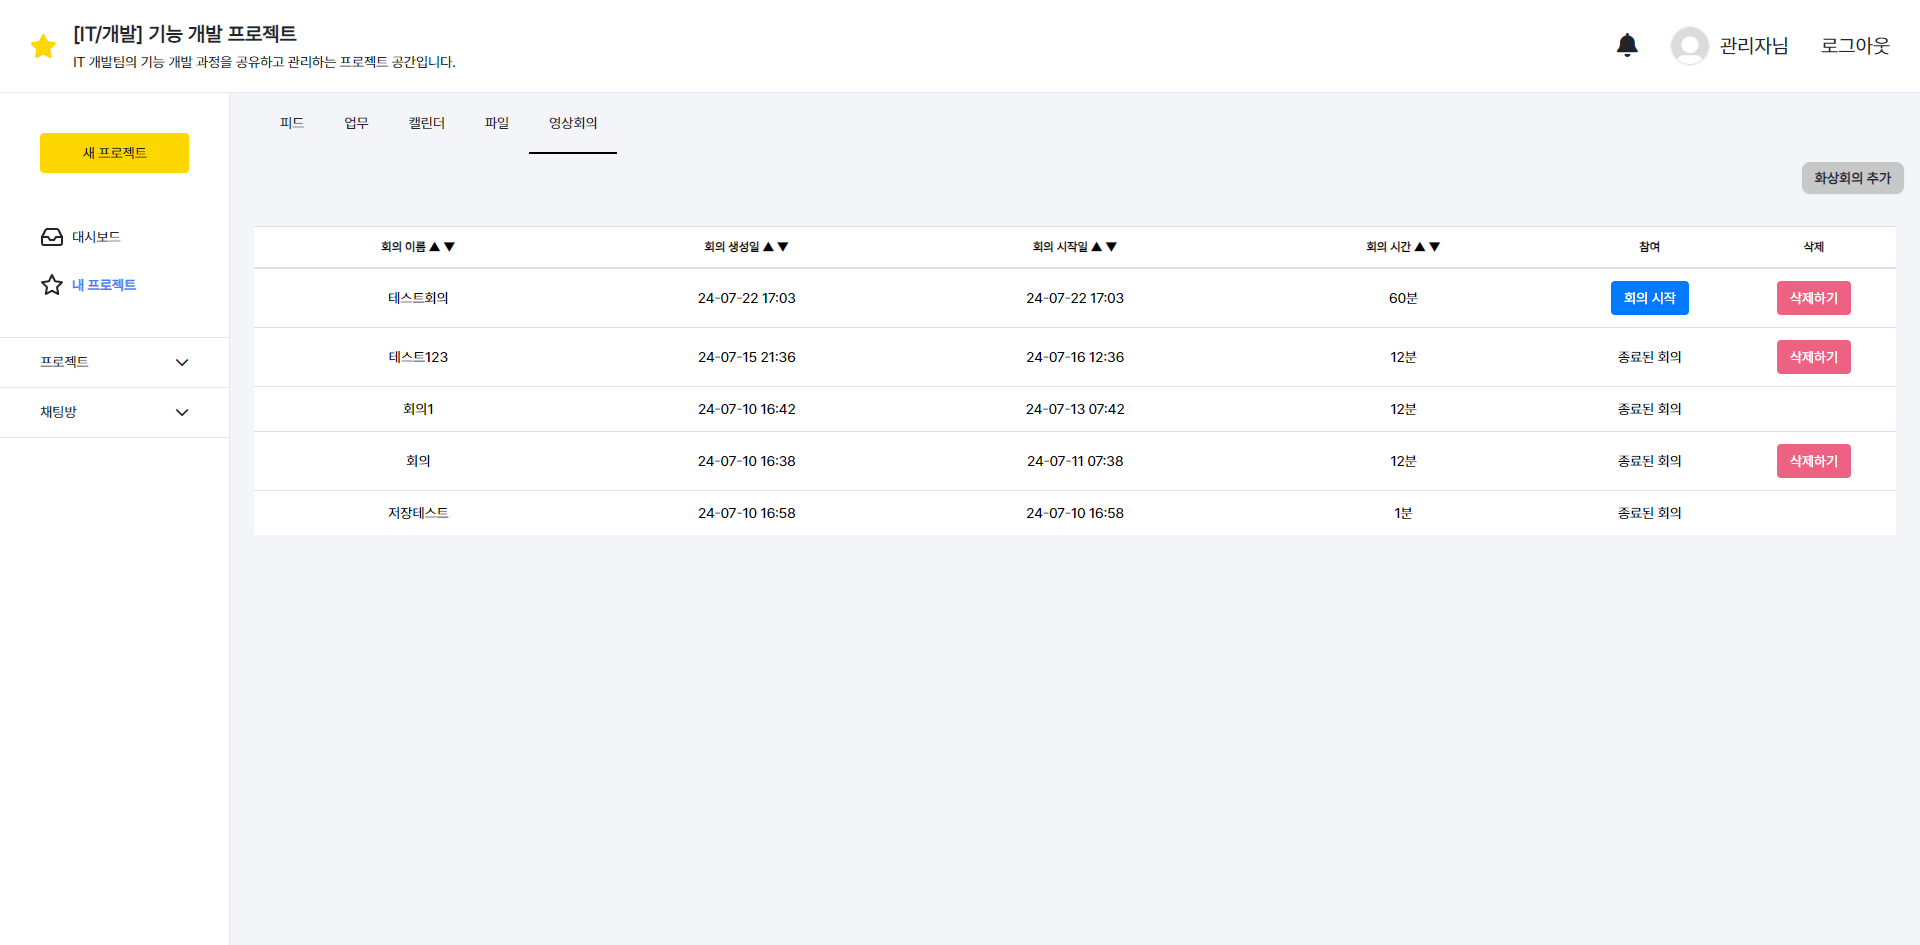 [IT/개발] 기능 개발 프로젝트
IT 개발팀의 기능 개발 과정을 공유하고 관리하는 프로젝트 공간입니다.
관리자님 로그아웃
새 프로젝트
대시보드
내 프로젝트
프로젝트
채팅방
피드 업무 캘린더 파일 영상회의
화상회의 추가
회의 이름 ▲ ▼ 회의 생성일 ▲ ▼ 회의 시작일 ▲ ▼ 회의 시간 ▲ ▼ 참여 삭제
테스트회의 24-07-22 17:03 24-07-22 17:03 60분 회의 시작 삭제하기
테스트123 24-07-15 21:36 24-07-16 12:36 12분 종료된 회의 삭제하기
회의1 24-07-10 16:42 24-07-13 07:42 12분 종료된 회의
회의 24-07-10 16:38 24-07-11 07:38 12분 종료된 회의 삭제하기
저장테스트 24-07-10 16:58 24-07-10 16:58 1분 종료된 회의